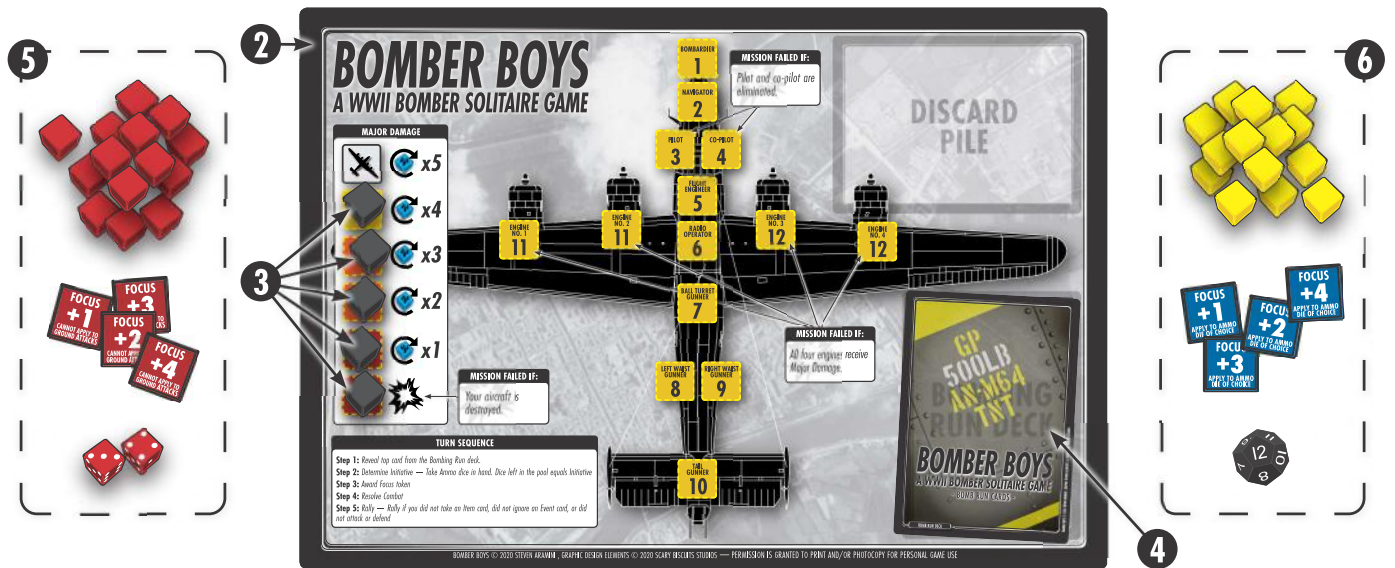 5
FOCUS
+1
CANNOT APPLY TO
GROUND ATTACKS
FOCUS
+3
FOCUS
+2
CANNOT
GROUND
FOCUS
+4
CANNOT APPLY TO
GROUND ATTACKS
2
BOMBER BOYS
A WWII BOMBER SOLITAIRE GAME
MAJOR DAMAGE
x5
x4
x3
x2
x1
3
MISSION FAILED IF:
Your aircraft is
destroyed.
TURN SEQUENCE
Step 1: Reveal top card from the Bombing Run deck.
Step 2: Determine Initiative — Take Ammo dice in hand. Dice left in the pool equals Initiative
Step 3: Award Focus token
Step 4: Resolve Combat
Step 5: Rally — Rally if you did not take an Item card, did not ignore an Event card, or did
not attack or defend
BOMBARDIER
1
NAVIGATOR
2
PILOT
3
CO-PILOT
4
FLIGHT
ENGINEER
5
RADIO
OPERATOR
6
ENGINE
NO. 1
11
ENGINE
NO. 2
11
ENGINE
NO. 3
12
ENGINE
NO. 4
12
BALL TURRET
GUNNER
7
LEFT WAIST
GUNNER
8
RIGHT WAIST
GUNNER
9
TAIL
GUNNER
10
MISSION FAILED IF:
Pilot and co-pilot are
eliminated.
MISSION FAILED IF:
All four engines receive
Major Damage.
DISCARD
PILE
GP
500LB
AN-M64
TNT
RUN DECK
BOMBER BOYS
A WWII BOMBER SOLITAIRE GAME
- BOMB RUN CARDS -
4
BOMBER BOYS © 2020 STEVEN ARAMINI , GRAPHIC DESIGN ELEMENTS © 2020 SCARY BISCUITS STUDIOS — PERMISSION IS GRANTED TO PRINT AND/OR PHOTOCOPY FOR PERSONAL GAME USE
6
FOCUS
+1
APPLY TO AMMO
DIE OF CHOICE
FOCUS
+2
APPLY TO AMMO
DIE OF CHOICE
FOCUS
+4
APPLY TO AMMO
DIE OF CHOICE
FOCUS
+3
APPLY TO AMMO
DIE OF CHOICE
12
10
8